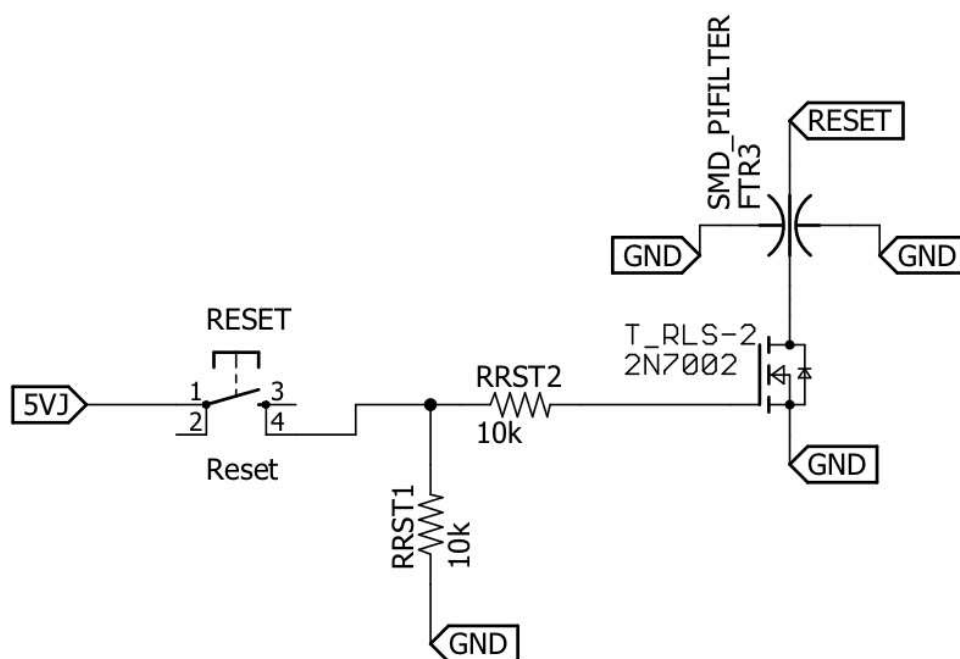 SMD_PIFILTER
FTR3
RESET
GND
GND
RESET
T_RLS-2
2N7002
5VJ
1
3
2
4
RRST2
10k
Reset
GND
RRST1
10k
GND